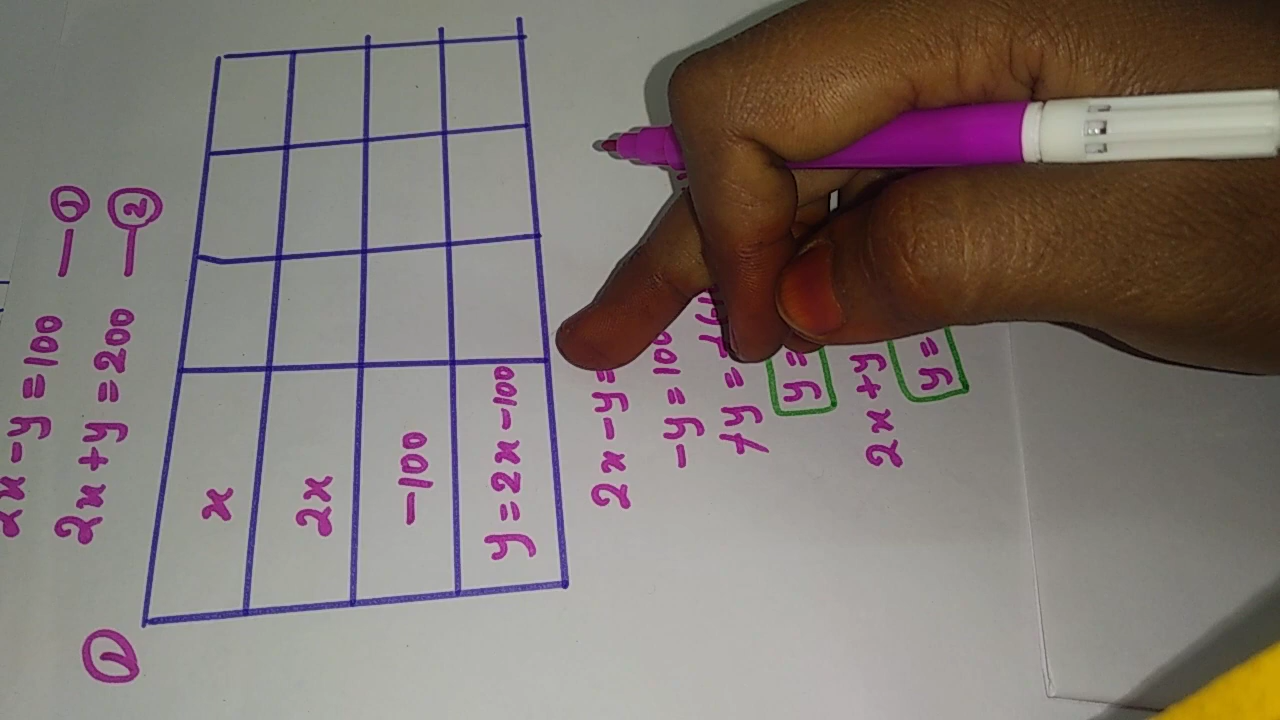 2x - y = 100 — ①
2x + y = 200 — ②
①
x
2x
-100
y = 2x - 100
2x - y =
-y = 100
+y =
y =
2x + y
y =